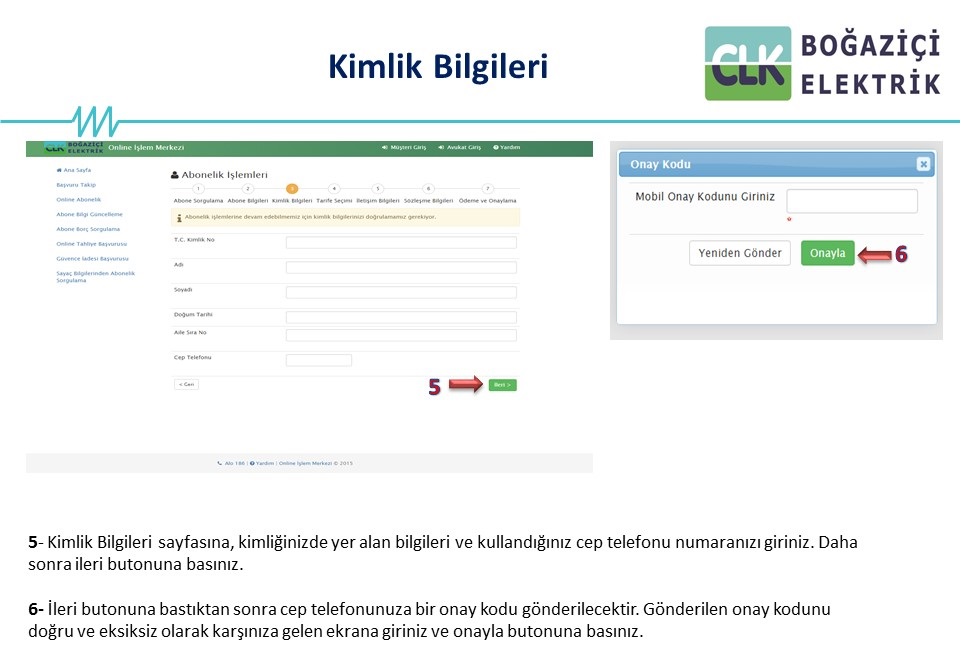 Kimlik Bilgileri
CLK BOĞAZİÇİ
ELEKTRİK
CLK BOĞAZİÇİ ELEKTRİK Online İşlem Merkezi
Müşteri Giriş Avukat Giriş Yardım
Ana Sayfa
Başvuru Takip
Online Abonelik
Abone Bilgi Güncelleme
Abone Borç Sorgulama
Online Tahliye Başvurusu
Güvence İadesi Başvurusu
Sayaç Bilgilerinden Abonelik
Sorgulama
Abonelik İşlemleri
1 2 3 4 5 6 7
Abone Sorgulama Abone Bilgileri Kimlik Bilgileri Tarife Seçimi İletişim Bilgileri Sözleşme Bilgileri Ödeme ve Onaylama
Abonelik işlemlerine devam edebilmemiz için kimlik bilgilerinizi doğrulamamız gerekiyor.
T.C. Kimlik No
Adı
Soyadı
Doğum Tarihi
Aile Sıra No
Cep Telefonu
< Geri
5
İleri >
Alo 186 | Yardım | Online İşlem Merkezi © 2015
Onay Kodu
Mobil Onay Kodunu Giriniz
Yeniden Gönder Onayla 6
5- Kimlik Bilgileri sayfasına, kimliğinizde yer alan bilgileri ve kullandığınız cep telefonu numaranızı giriniz. Daha
sonra ileri butonuna basınız.
6- İleri butonuna bastıktan sonra cep telefonunuza bir onay kodu gönderilecektir. Gönderilen onay kodunu
doğru ve eksiksiz olarak karşınıza gelen ekrana giriniz ve onayla butonuna basınız.